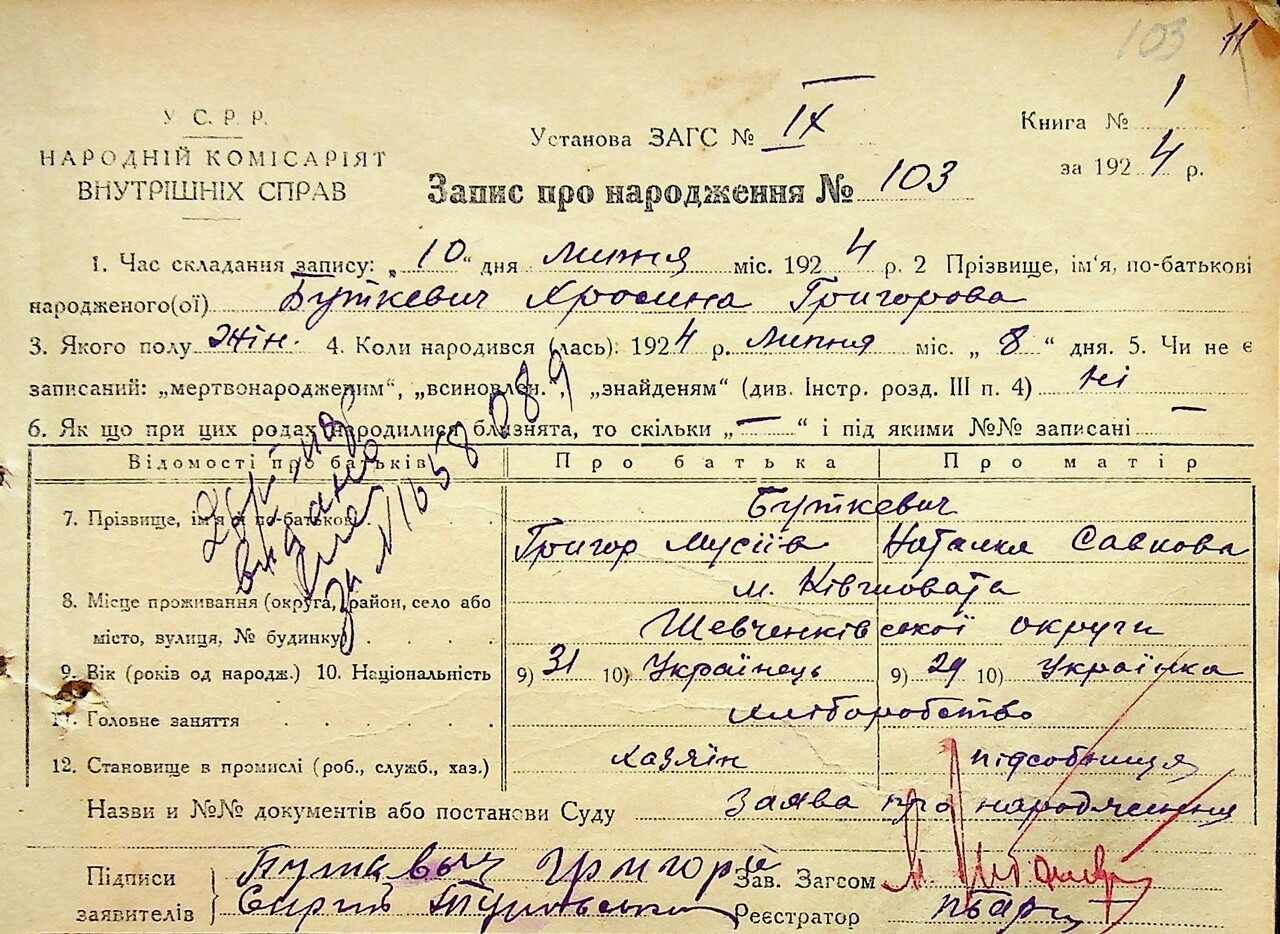 103 11
У. С. Р. Р.
НАРОДНІЙ КОМІСАРІЯТ
ВНУТРІШНІХ СПРАВ
Установа ЗАГС № IX
Книга № 1
за 1924 р.
Запис про народження № 103
1. Час складання запису: „10“ дня липня міс. 1924 р. 2 Прізвище, ім'я, по-батькові
народженого(ої) Буткевич Хросина Григорова
3. Якого полу жін. 4. Коли народився (лась): 1924 р. липня міс. „8“ дня. 5. Чи не є
записаний: „мертвонародженим“, „всиновлен.“, „знайденям“ (див. Інстр. розд. III п. 4) ні
6. Як що при цих родах народилися близнята, то скільки „—“ і під якими №№ записані —
Відомості про батьків Про батька Про матір
7. Прізвище, ім'я й по-батькові Буткевич
Григор Мусіїв Наталка Савкова
8. Місце проживання (округа, район, село або м. Ківшовата
місто, вулиця, № будинку) Шевченківської округи
9. Вік (років од народж.) 10. Національність 9) 31 10) Українець 9) 29 10) Українка
11. Головне заняття хліборобство
12. Становище в промислі (роб., служб., хаз.) хазяїн підсобниця
Назви и №№ документів або постанови Суду Заява про народження
Підписи
заявителів
Григорій
Сергій
Зав. Загсом
Реєстратор